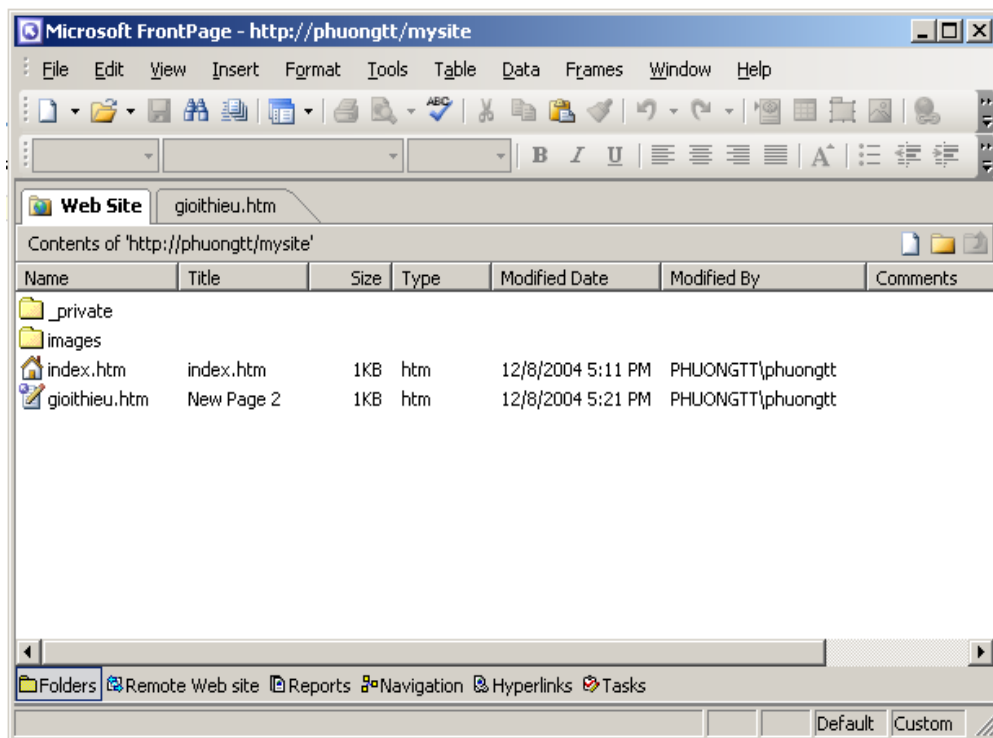 Microsoft FrontPage - http://phuongtt/mysite
File Edit View Insert Format Tools Table Data Frames Window Help
ABC
B I U A
Web Site gioithieu.htm
Contents of 'http://phuongtt/mysite'
Name Title Size Type Modified Date Modified By Comments
_private
images
index.htm index.htm 1KB htm 12/8/2004 5:11 PM PHUONGTT\phuongtt
gioithieu.htm New Page 2 1KB htm 12/8/2004 5:21 PM PHUONGTT\phuongtt
Folders Remote Web site Reports Navigation Hyperlinks Tasks
Default Custom